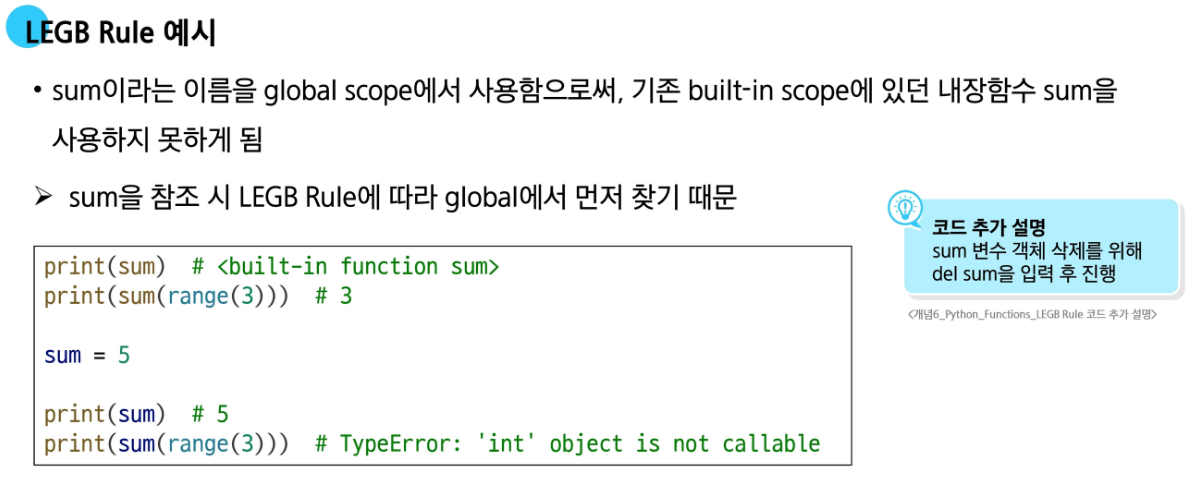 LEGB Rule 예시
• sum이라는 이름을 global scope에서 사용함으로써, 기존 built-in scope에 있던 내장함수 sum을
사용하지 못하게 됨
➢ sum을 참조 시 LEGB Rule에 따라 global에서 먼저 찾기 때문
코드 추가 설명
sum 변수 객체 삭제를 위해
del sum을 입력 후 진행
<개념6_Python_Functions_LEGB Rule 코드 추가 설명>
print(sum)  # <built-in function sum>
print(sum(range(3)))  # 3
sum = 5
print(sum)  # 5
print(sum(range(3)))  # TypeError: 'int' object is not callable